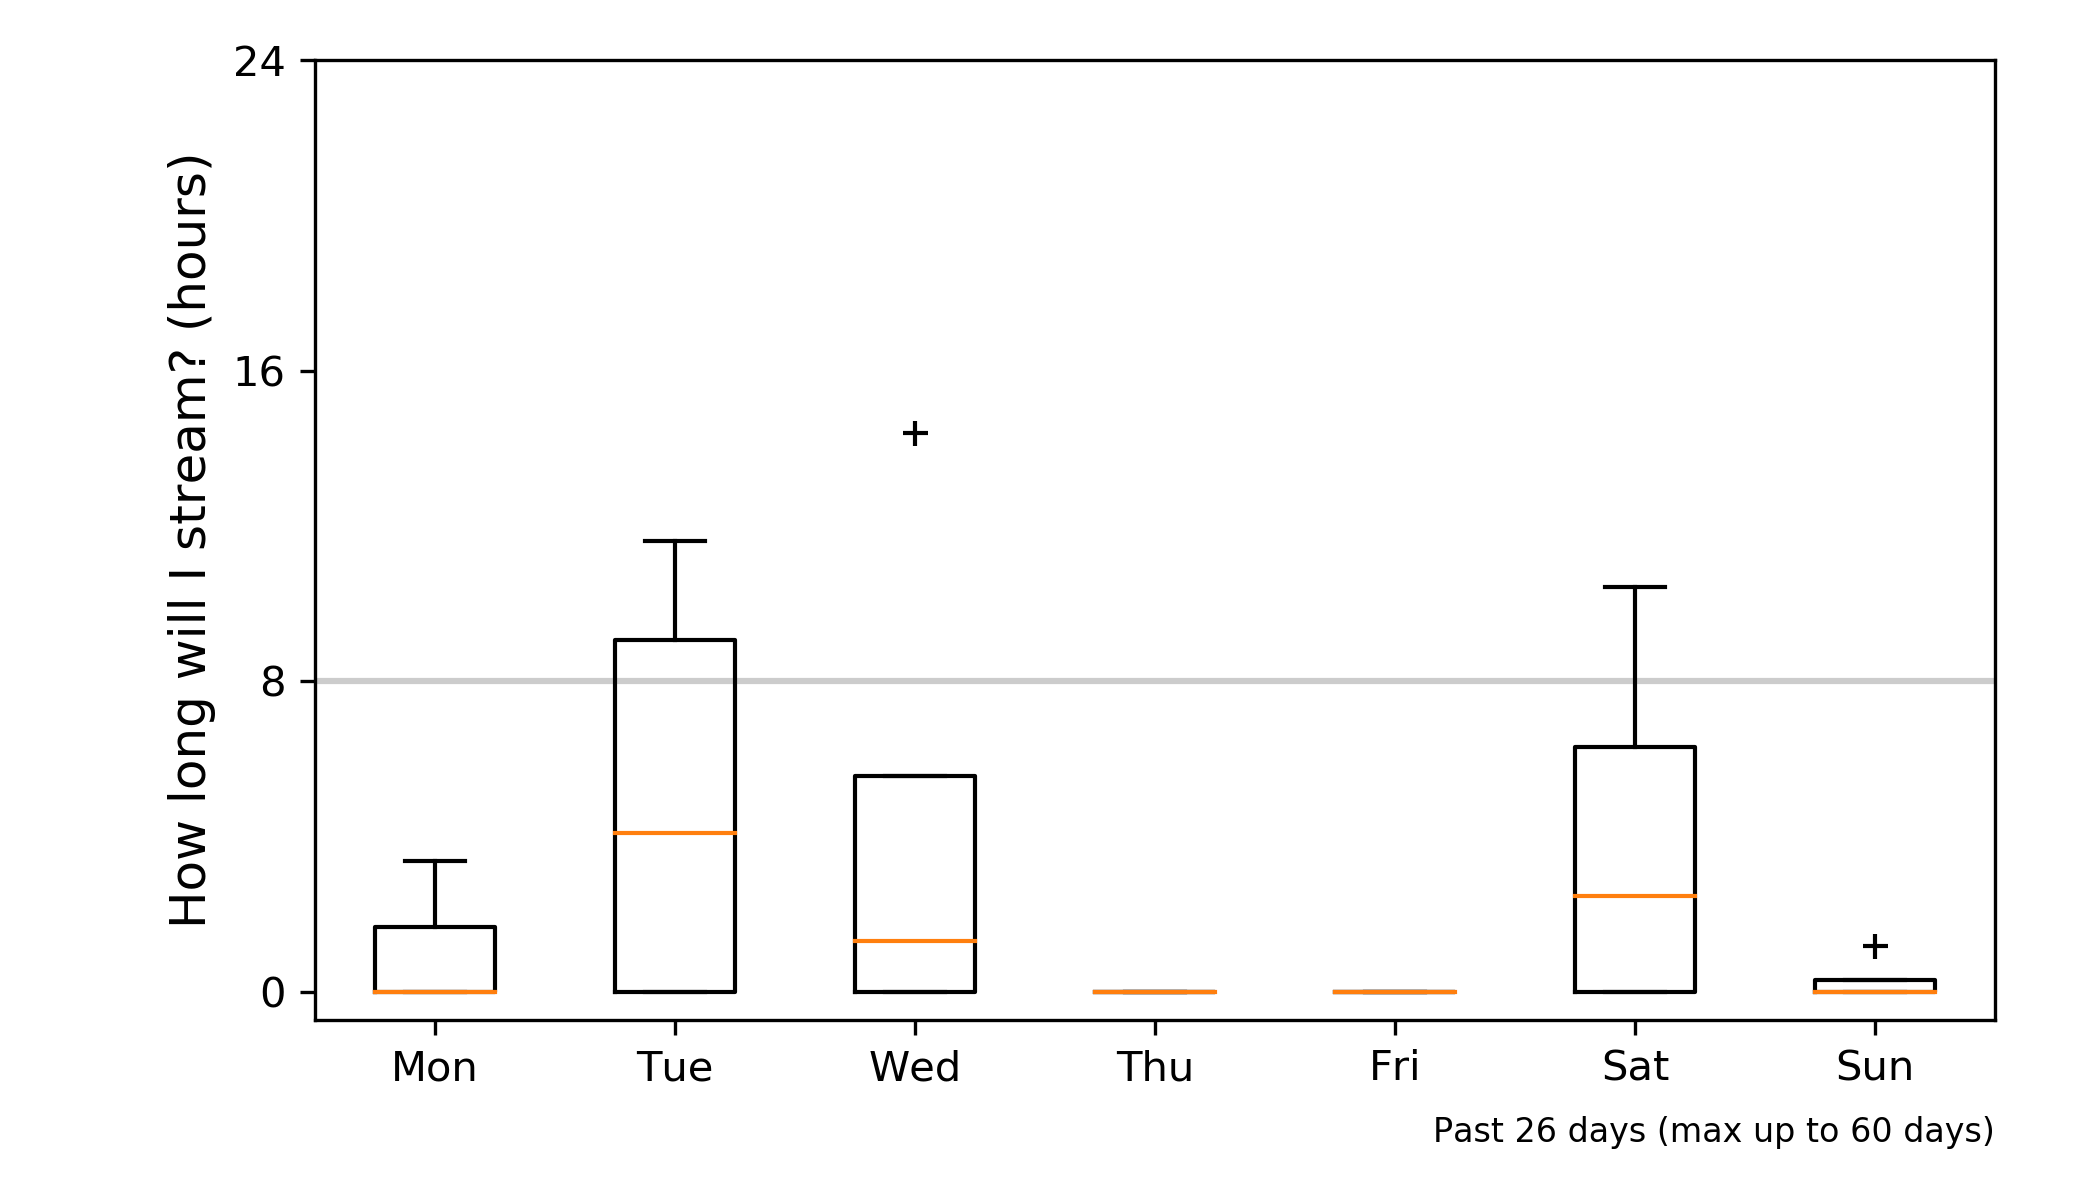 How long will I stream? (hours)
24
16
8
0
Mon Tue Wed Thu Fri Sat Sun
Past 26 days (max up to 60 days)